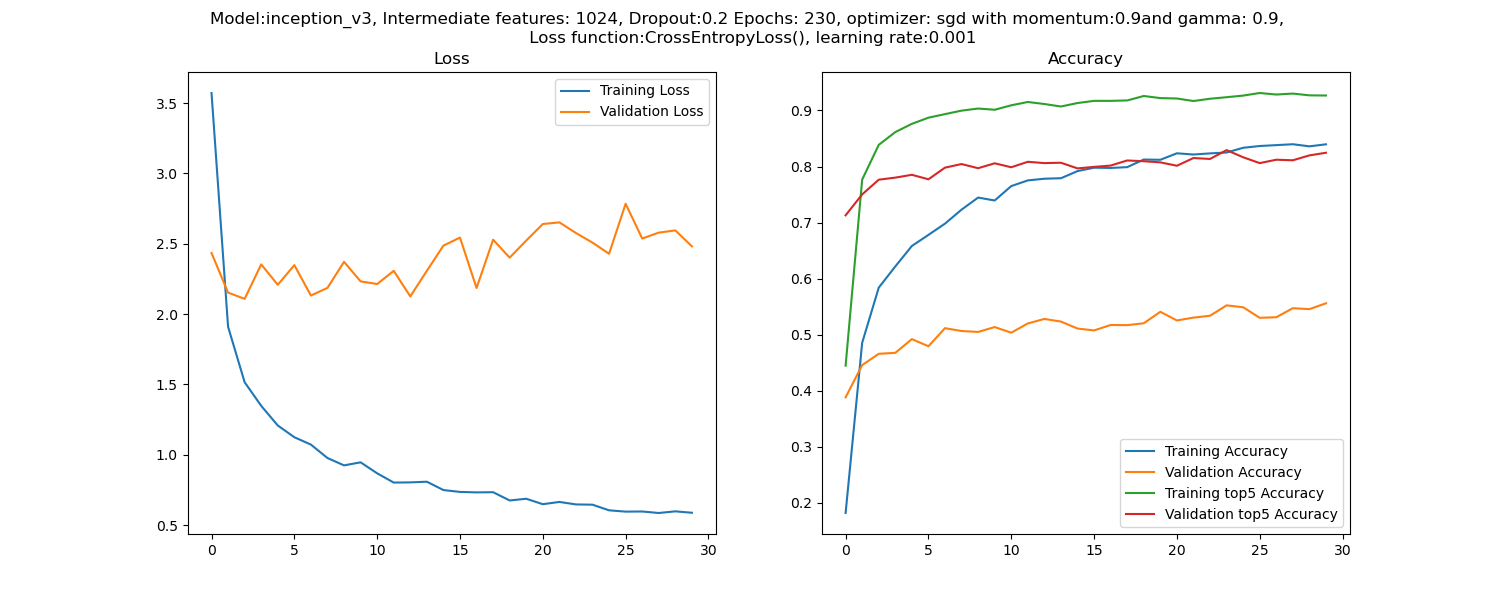 Model:inception_v3, Intermediate features: 1024, Dropout:0.2 Epochs: 230, optimizer: sgd with momentum:0.9and gamma: 0.9,
Loss function:CrossEntropyLoss(), learning rate:0.001
Loss
3.5
3.0
2.5
2.0
1.5
1.0
0.5
0 5 10 15 20 25 30
Training Loss
Validation Loss
Accuracy
0.9
0.8
0.7
0.6
0.5
0.4
0.3
0.2
0 5 10 15 20 25 30
Training Accuracy
Validation Accuracy
Training top5 Accuracy
Validation top5 Accuracy